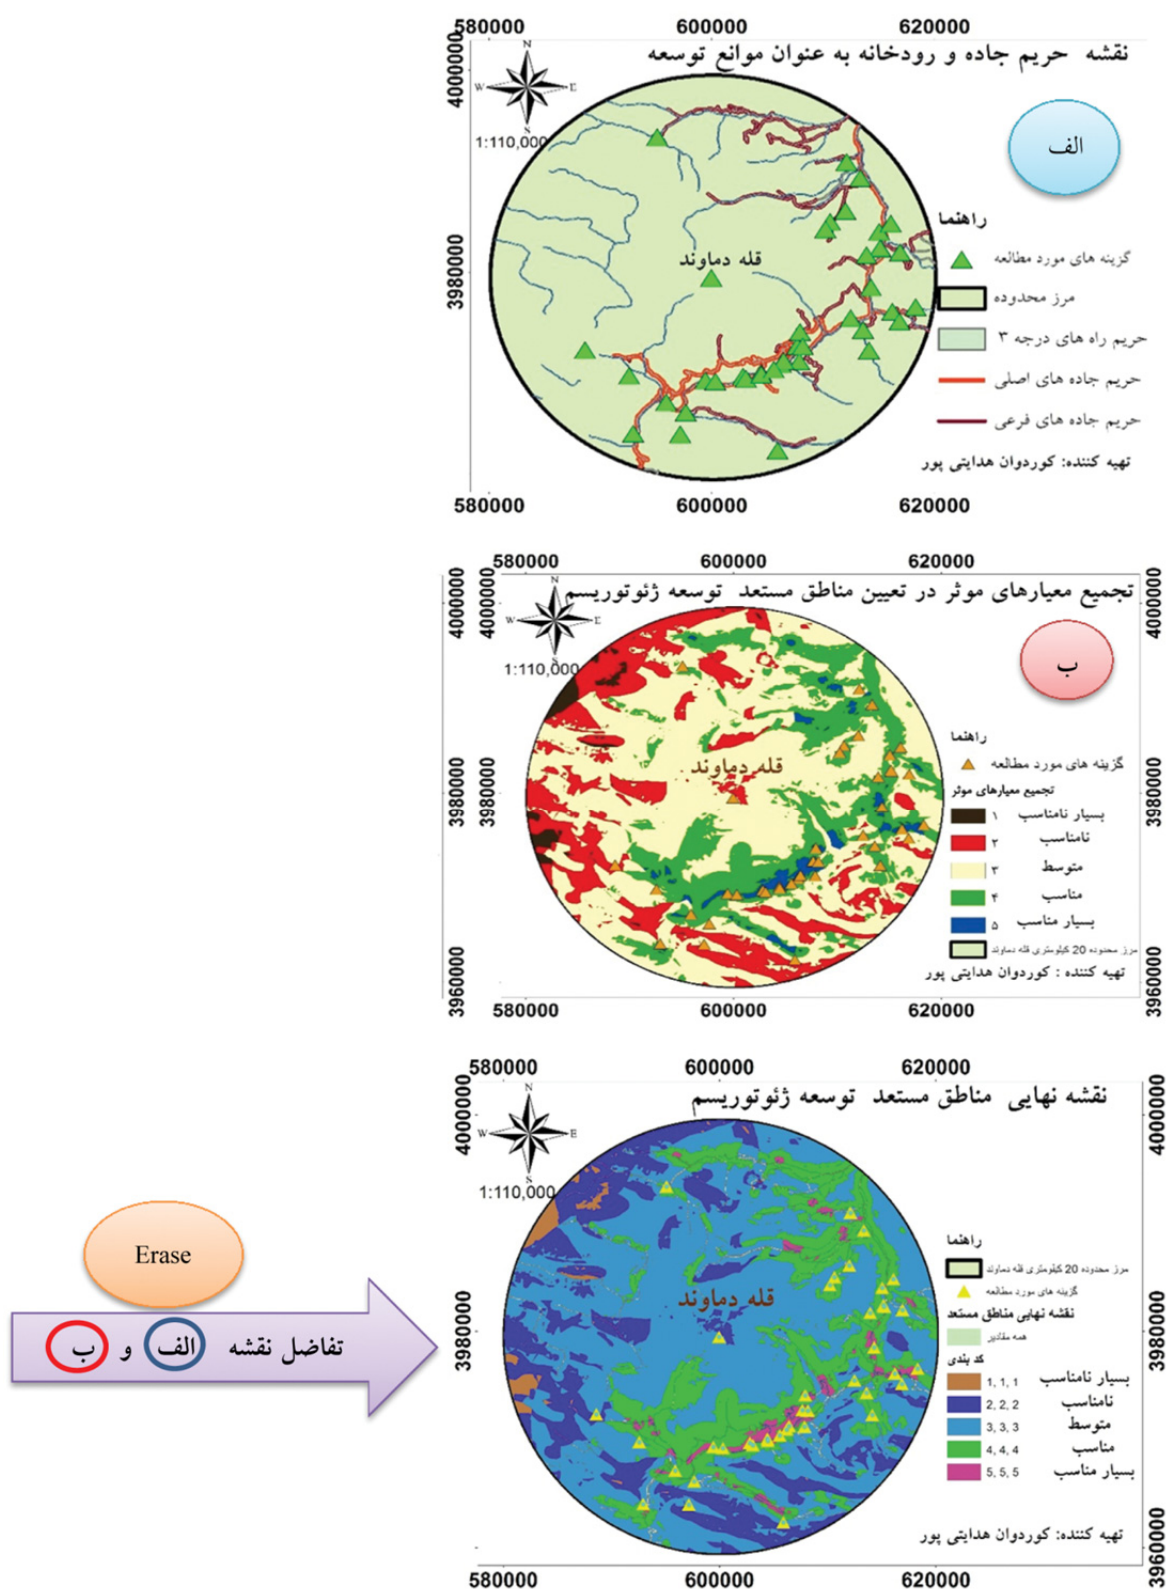 580000 600000 620000
نقشه حریم جاده و رودخانه به عنوان موانع توسعه
4000000
N
W E
S
1:110,000
الف
راهنما
گزینه های مورد مطالعه
قله دماوند
3980000
مرز محدوده
حریم راه های درجه ۳
حریم جاده های اصلی
حریم جاده های فرعی
تهیه کننده: کوردوان هدایتی پور
580000 600000 620000
580000 600000 620000
تجمیع معیارهای موثر در تعیین مناطق مستعد توسعه ژئوتوریسم
4000000 4000000 4000000
N
W E
S
1:110,000
ب
راهنما
گزینه های مورد مطالعه
قله دماوند
3980000 3980000 3980000
تجمیع معیارهای موثر
۱ بسیار نامناسب
۲ نامناسب
۳ متوسط
۴ مناسب
۵ بسیار مناسب
مرز محدوده 20 کیلومتری قله دماوند
تهیه کننده : کوردوان هدایتی پور
3960000 3960000
580000 600000 620000
580000 600000 620000
نقشه نهایی مناطق مستعد توسعه ژئوتوریسم
4000000 4000000
N
W E
S
1:110,000
راهنما
مرز محدوده 20 کیلومتری قله دماوند
گزینه های مورد مطالعه
قله دماوند
نقشه نهایی مناطق مستعد
همه مقادیر
3980000 3980000
کد بندی
1, 1, 1 بسیار نامناسب
2, 2, 2 نامناسب
3, 3, 3 متوسط
4, 4, 4 مناسب
5, 5, 5 بسیار مناسب
تهیه کننده: کوردوان هدایتی پور
3960000
580000 600000 620000
Erase
تفاضل نقشه الف و ب